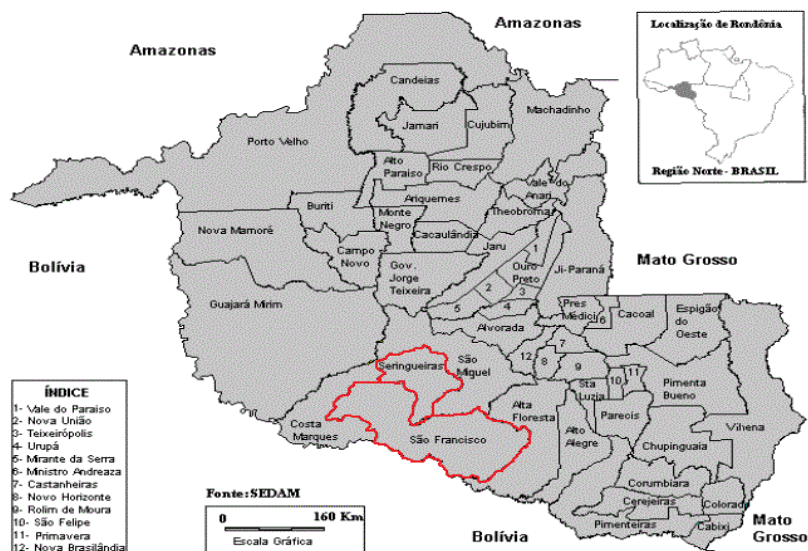 Amazonas
Amazonas
Localização de Rondônia
Região Norte - BRASIL
Candeias
Jamari
Cujubim
Machadinho
Porto Velho
Alto
Paraiso
Rio Crespo
Vale do
Anari
Buriti
Ariquemes
Theobroma
Monte
Negro
Nova Mamoré
Cacaulândia
Campo
Novo
Jaru
1
Bolívia
Gov.
Jorge
Teixeira
Ouro
Preto
Ji-Paraná
Mato Grosso
2
3
Guajará Mirim
5
4
Pres
Médici
6
Cacoal
Espigão
do
Oeste
Alvorada
7
Seringueiras
São
Miguel
12
8
9
11
Sta
Luzia
10
Pimenta
Bueno
Alta
Floresta
Parecis
Vilhena
Costa
Marques
São Francisco
Alto
Alegre
Chupinguaia
Corumbiara
Cerejeiras
Colorado
Pimenteiras
Cabixi
Mato
Grosso
Bolívia
ÍNDICE
1- Vale do Paraiso
2- Nova União
3- Teixeirópolis
4- Urupá
5- Mirante da Serra
6- Ministro Andreaza
7- Castanheiras
8- Novo Horizonte
9- Rolim de Moura
10- São Felipe
11- Primavera
12- Nova Brasilândia
Fonte:SEDAM
0 160 Km
Escala Gráfica